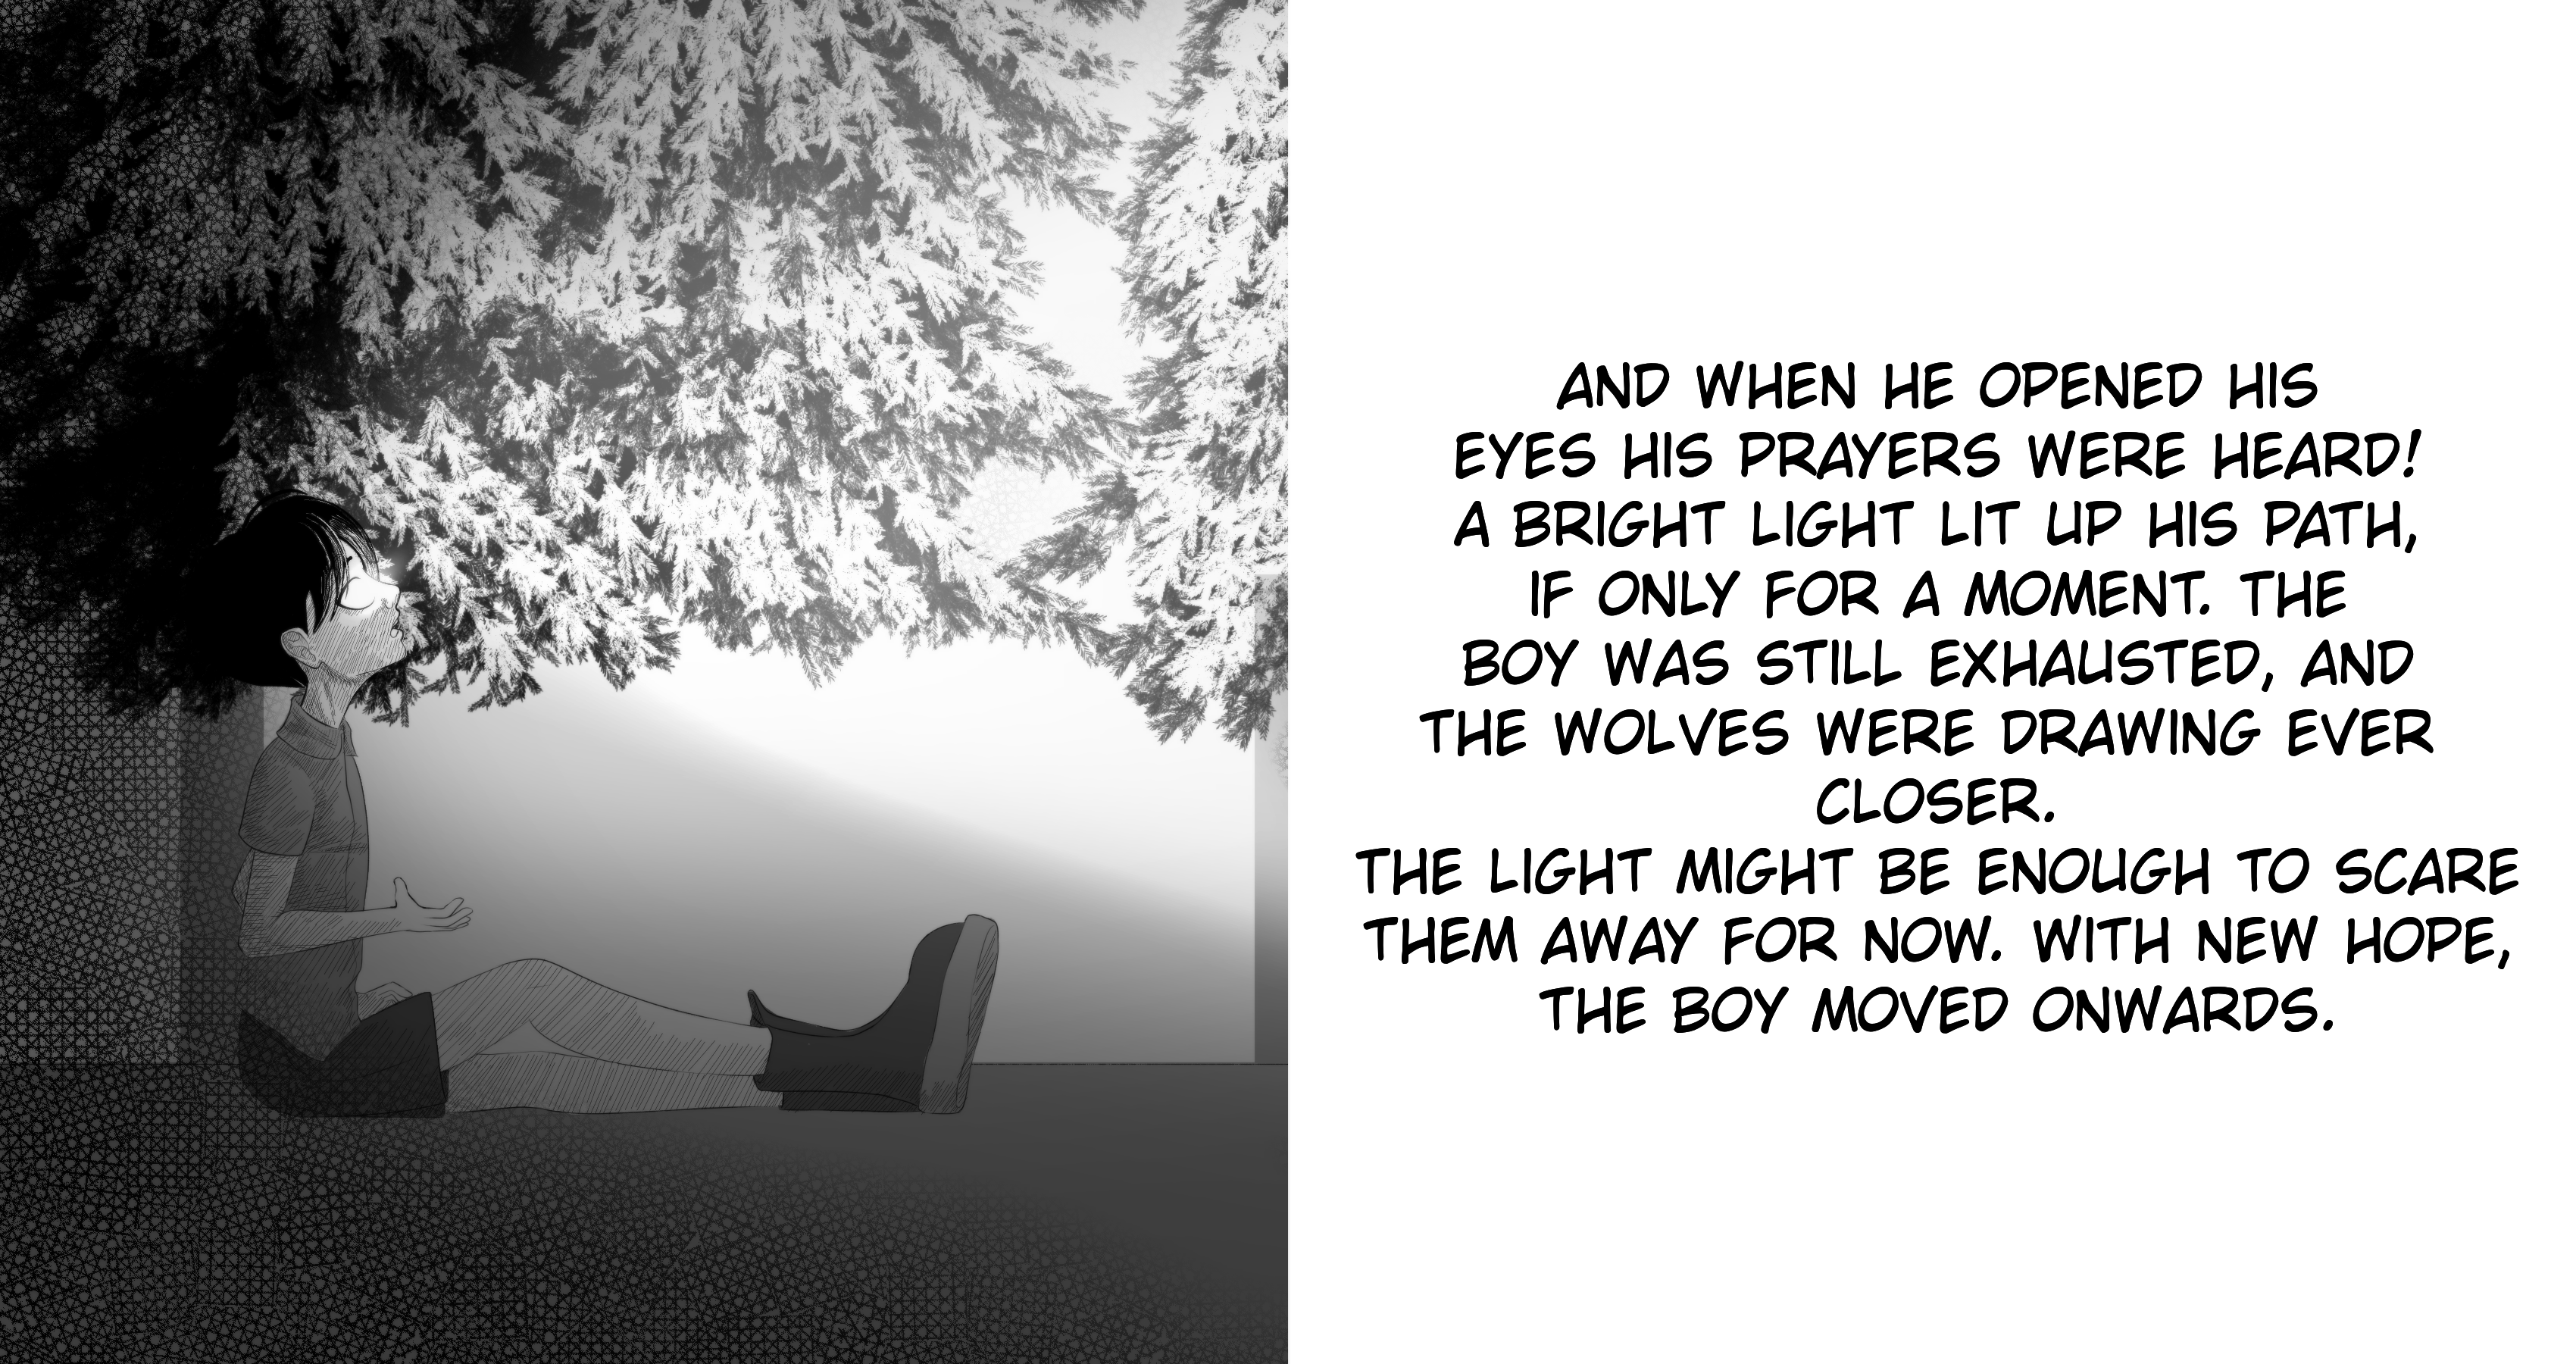 AND WHEN HE OPENED HIS
EYES HIS PRAYERS WERE HEARD!
A BRIGHT LIGHT LIT UP HIS PATH,
IF ONLY FOR A MOMENT. THE
BOY WAS STILL EXHAUSTED, AND
THE WOLVES WERE DRAWING EVER
CLOSER.
THE LIGHT MIGHT BE ENOUGH TO SCARE
THEM AWAY FOR NOW. WITH NEW HOPE,
THE BOY MOVED ONWARDS.